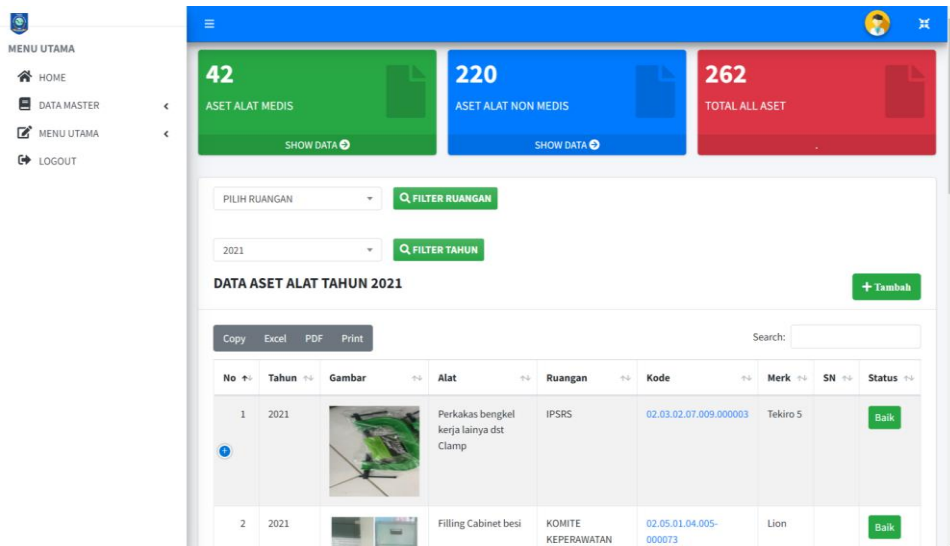 MENU UTAMA
HOME
DATA MASTER
MENU UTAMA
LOGOUT
42
ASET ALAT MEDIS
SHOW DATA
220
ASET ALAT NON MEDIS
SHOW DATA
262
TOTAL ALL ASET
.
PILIH RUANGAN
FILTER RUANGAN
2021
FILTER TAHUN
DATA ASET ALAT TAHUN 2021
+ Tambah
Copy Excel PDF Print
Search:
No Tahun Gambar Alat Ruangan Kode Merk SN Status
1 2021 Perkakas bengkel IPSRS 02.03.02.07.009.000003 Tekiro 5 Baik
kerja lainya dst
Clamp
2 2021 Filling Cabinet besi KOMITE 02.05.01.04.005- Lion Baik
KEPERAWATAN 000073